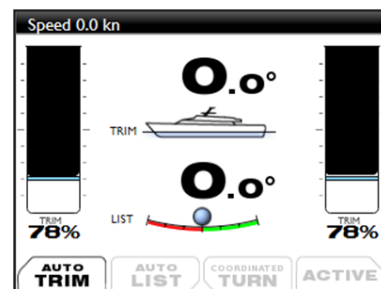 Speed 0.0 kn
0.0°
TRIM
0.0°
LIST
TRIM
78%
TRIM
78%
AUTO
TRIM
AUTO
LIST
COORDINATED
TURN
ACTIVE